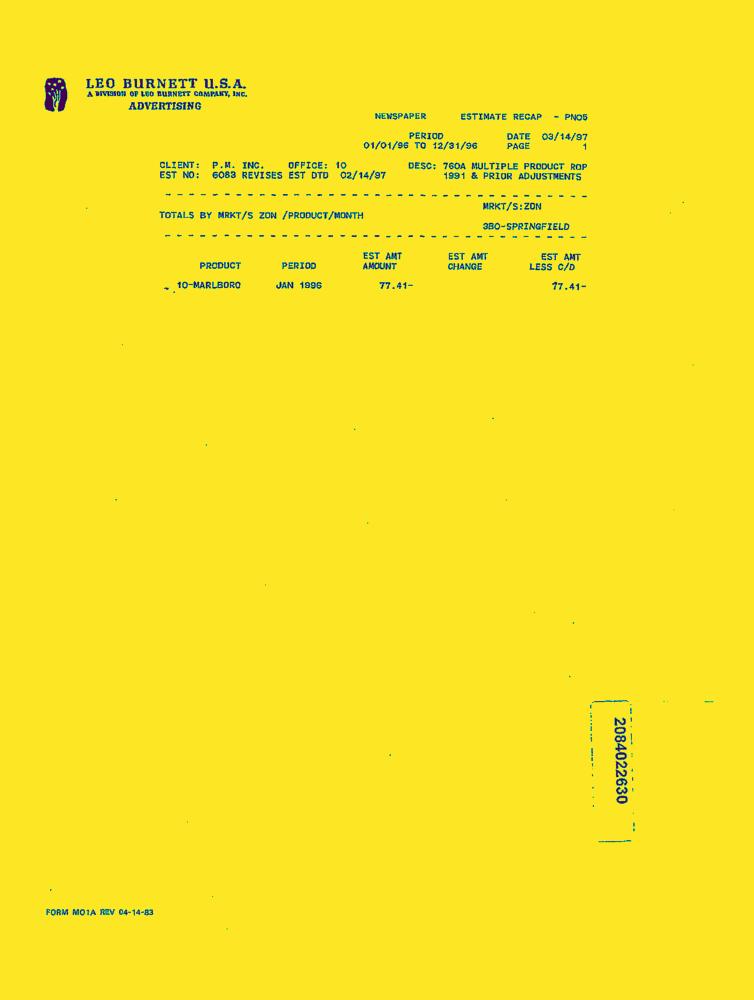 LEO BURNETT U.S.A.
A DIVISION OF LEO BURNETT COMPANY, INC.
ADVERTISING
NEWSPAPER ESTIMATE RECAP - PNO5
PERIOD DATE 03/14/97
01/01/96 TO 12/31/96 PAGE 1
CLIENT: P.M. INC. OFFICE: 10 DESC: 760A MULTIPLE PRODUCT ROP
EST NO: 6083 REVISES EST DTD 02/14/97 1991 & PRIOR ADJUSTMENTS
MRKT/S:ZON
TOTALS BY MRKT/S ZON /PRODUCT/MONTH
3BO-SPRINGFIELD
EST AMT EST AMT EST AMT
PRODUCT PERIOD AMOUNT CHANGE LESS C/D
10-MARLBORO JAN 1996 77.41- 77.41-
2084022630
FORM MO1A REV 04-14-83